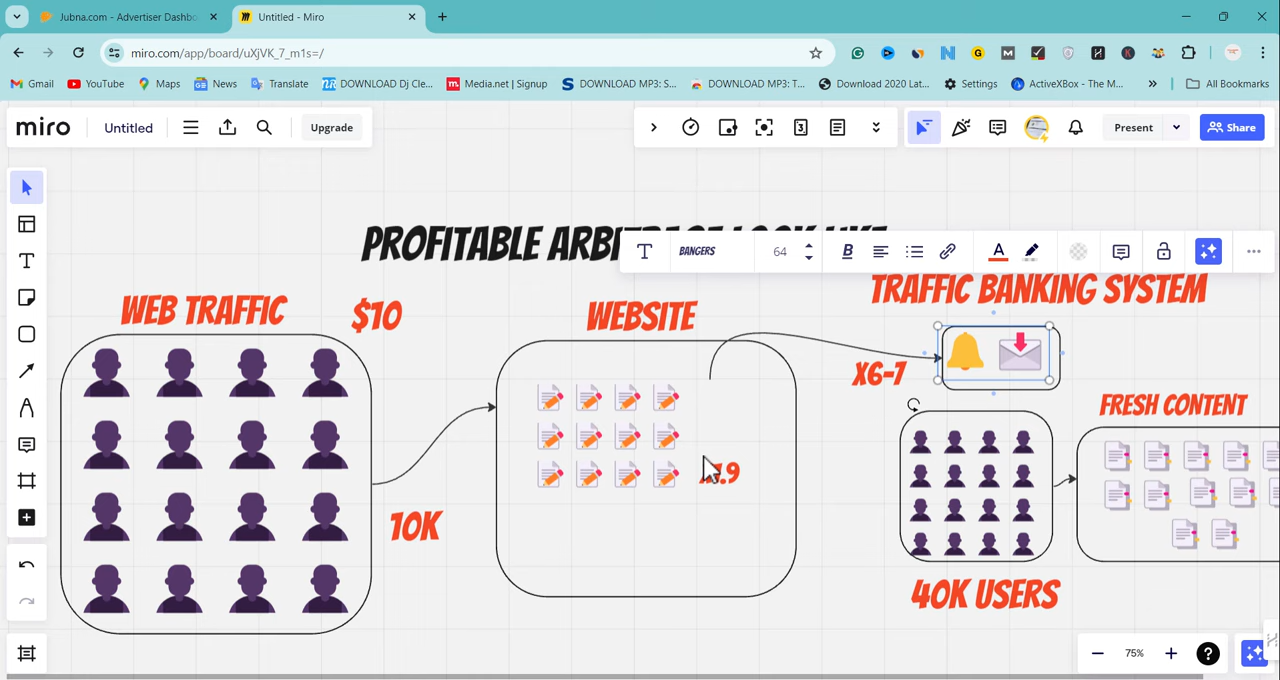 Jubna.com - Advertiser Dashbo
Untitled - Miro
miro.com/app/board/uXjVK_7_m1s=/
Gmail
YouTube
Maps
News
Translate
DOWNLOAD Dj Cle...
Media.net | Signup
DOWNLOAD MP3: S...
DOWNLOAD MP3: T...
Download 2020 Lat...
Settings
ActiveXBox - The M...
All Bookmarks
miro
Untitled
Upgrade
Present
Share
PROFITABLE ARBI
BANGERS
64
B
A
WEB TRAFFIC
$10
WEBSITE
TRAFFIC BANKING SYSTEM
X6-7
FRESH CONTENT
.9
10K
40K USERS
75%